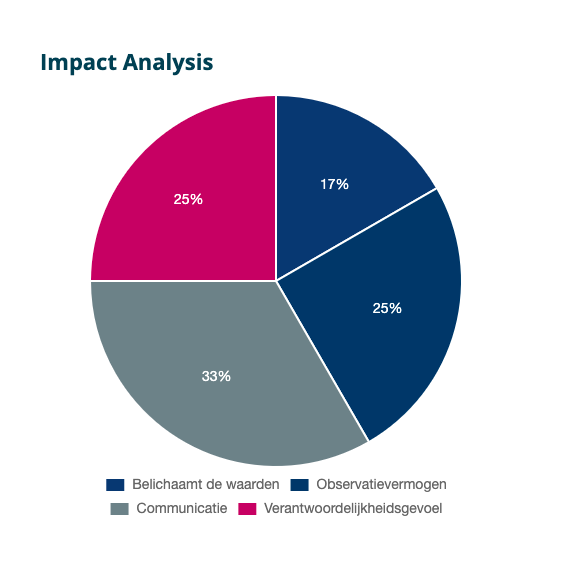 Impact Analysis
17%
25%
25%
33%
Belichaamt de waarden Observatievermogen
Communicatie Verantwoordelijkheidsgevoel